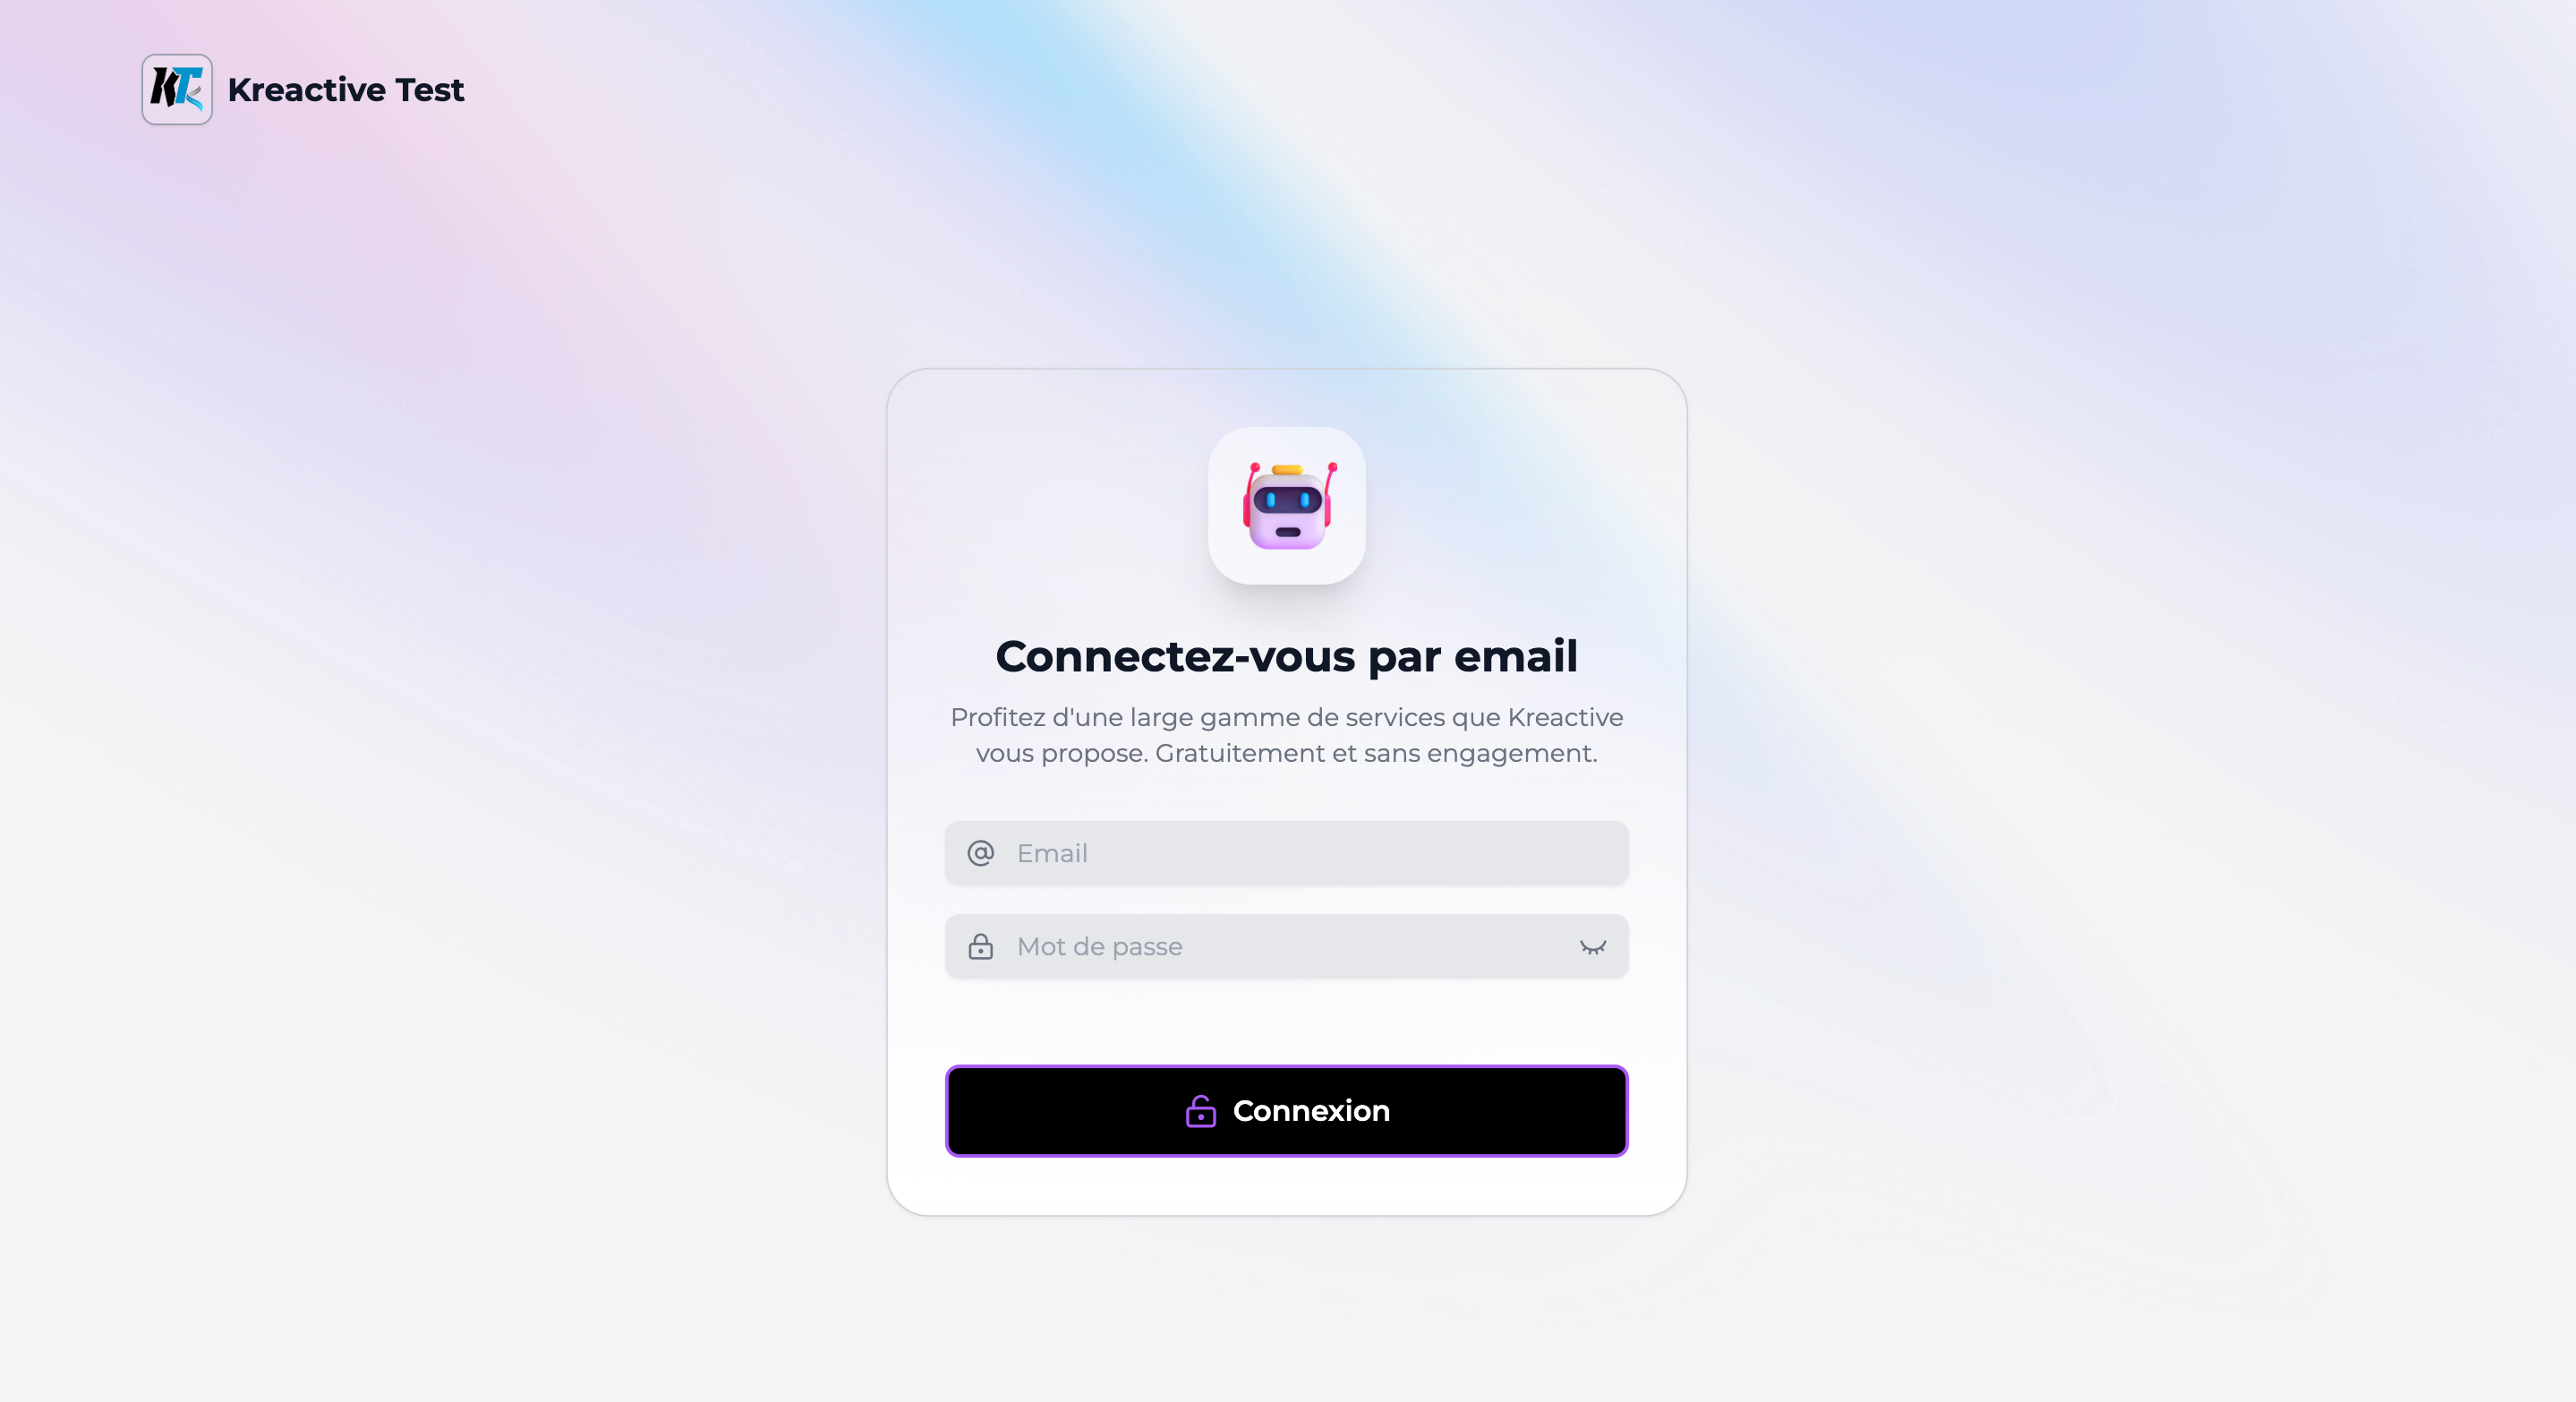 KT
Kreactive Test
Connectez-vous par email
Profitez d'une large gamme de services que Kreactive
vous propose. Gratuitement et sans engagement.
@ Email
Mot de passe
Connexion